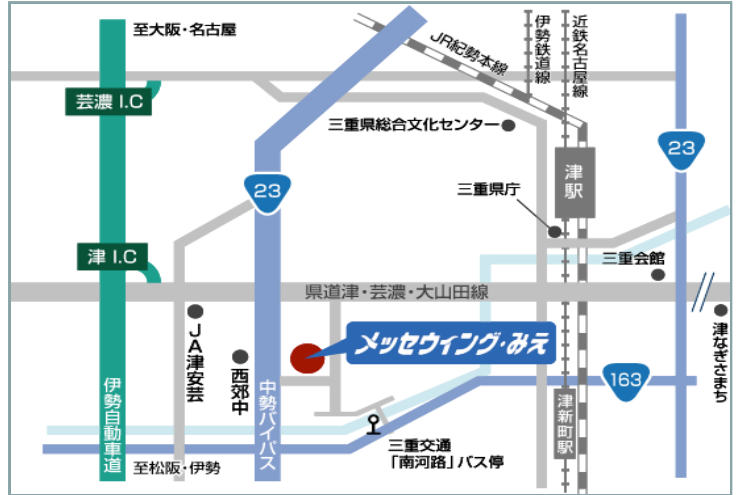 至大阪・名古屋
芸濃 I.C
JR紀勢本線
伊勢鉄道線
近鉄名古屋線
三重県総合文化センター
23
23
津駅
三重県庁
三重会館
津 I.C
県道津・芸濃・大山田線
JA津安芸
西郊中
メッセウィング・みえ
津なぎさまち
163
伊勢自動車道
中勢バイパス
津新町駅
三重交通
「南河路」バス停
至松阪・伊勢